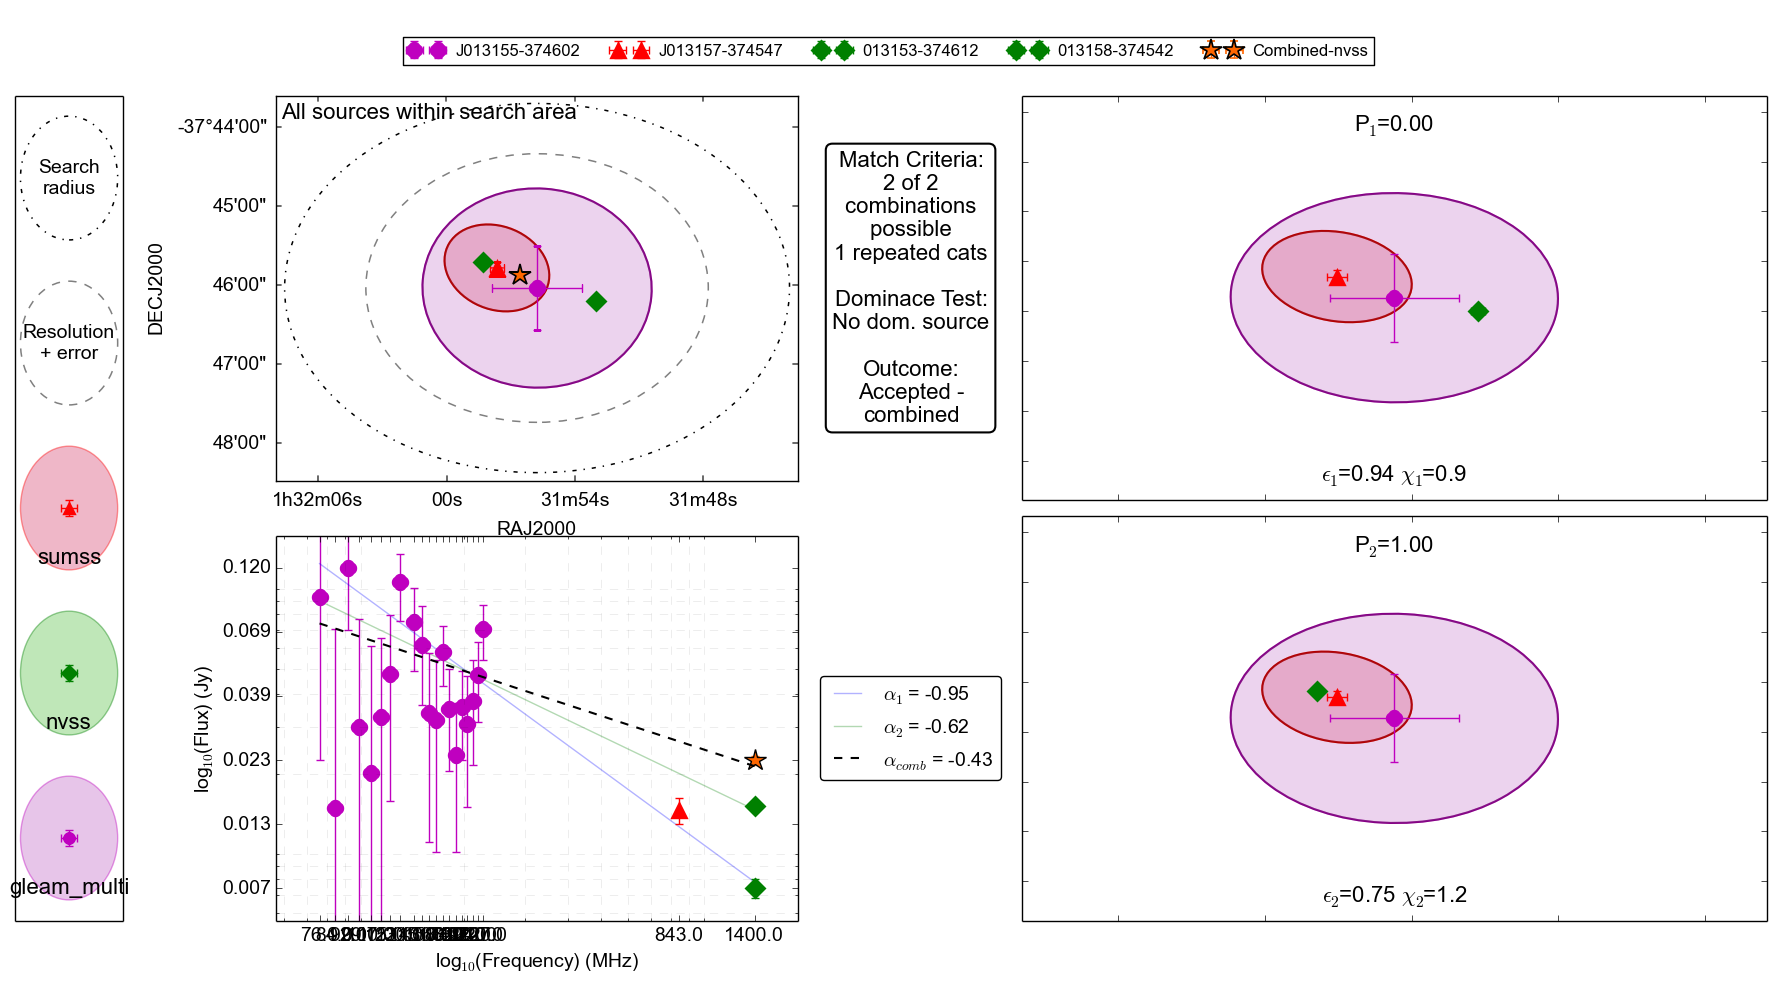 J013155-374602 J013157-374547 013153-374612 013158-374542 Combined-nvss
Search
radius
Resolution
+ error
sumss
nvss
gleam_multi
All sources within search area
-37°44'00"
45'00"
46'00"
47'00"
48'00"
DECJ2000
1h32m06s 00s 31m54s 31m48s
RAJ2000
Match Criteria:
2 of 2
combinations
possible
1 repeated cats
Dominace Test:
No dom. source
Outcome:
Accepted -
combined
P1=0.00
ϵ1=0.94 χ1=0.9
P2=1.00
ϵ2=0.75 χ2=1.2
0.120
0.069
0.039
0.023
0.013
0.007
log10(Flux) (Jy)
843.0 1400.0
log10(Frequency) (MHz)
α1 = -0.95
α2 = -0.62
αcomb = -0.43